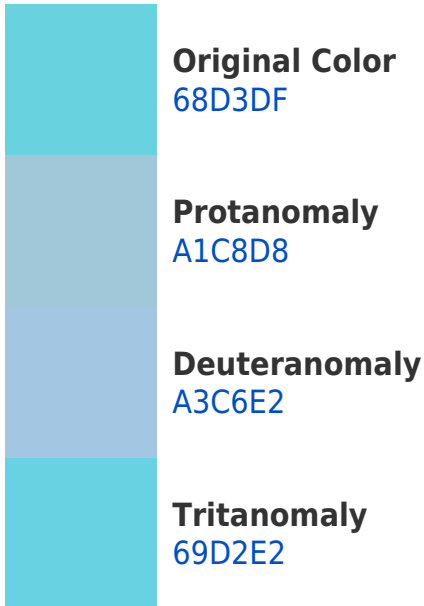 Original Color
68D3DF
Protanomaly
A1C8D8
Deuteranomaly
A3C6E2
Tritanomaly
69D2E2